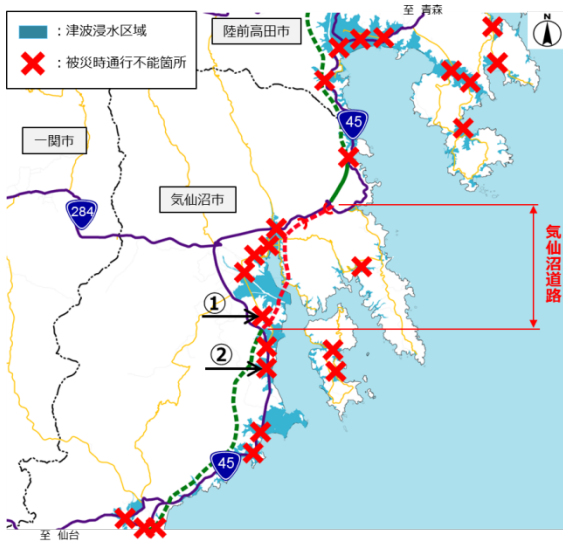 ：津波浸水区域
：被災時通行不能箇所
陸前高田市
至 青森
N
45
一関市
284
気仙沼市
気仙沼道路
①
②
45
至 仙台